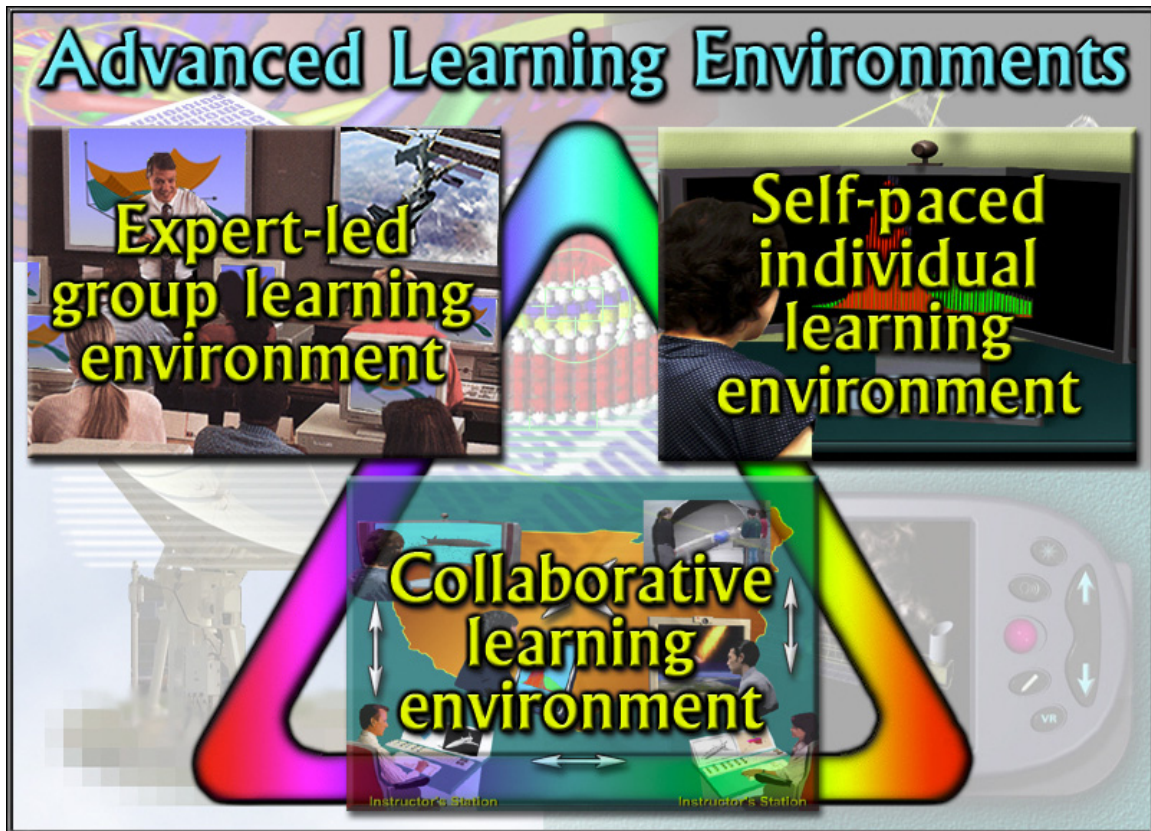 Advanced Learning Environments
Expert-led
group learning
environment
Self-paced
individual
learning
environment
Collaborative
learning
environment
Instructor's Station
Instructor's Station
VR